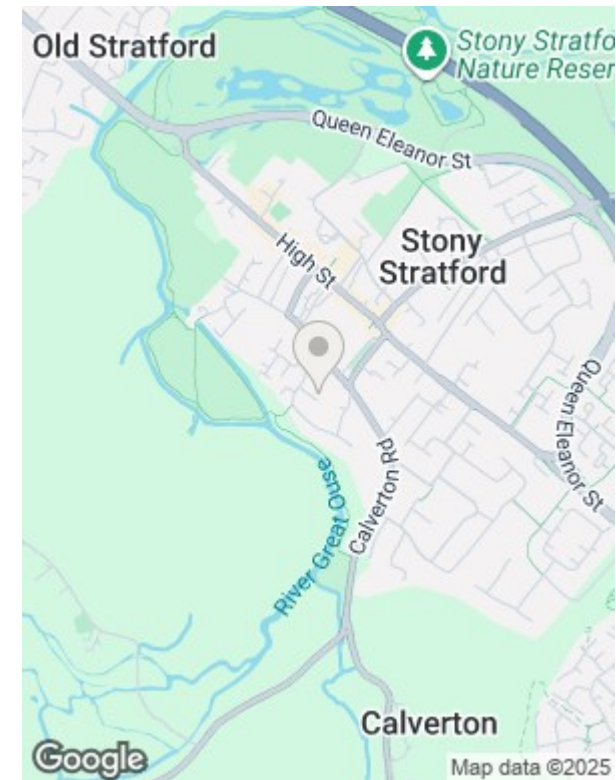 Old Stratford
Stony Stratfo
Nature Reser
Queen Eleanor St
High St
Stony
Stratford
Queen Eleanor St
Calverton Rd
River Great Ouse
Calverton
Google
Map data ©2025